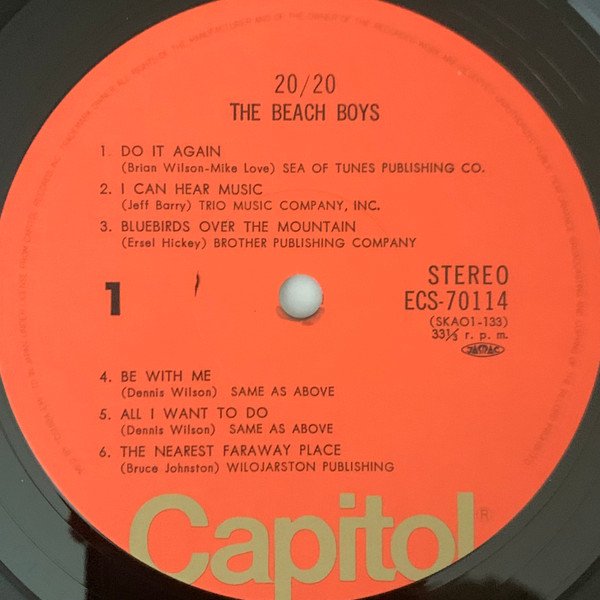 20/20
THE BEACH BOYS
1. DO IT AGAIN
(Brian Wilson-Mike Love) SEA OF TUNES PUBLISHING CO.
2. I CAN HEAR MUSIC
(Jeff Barry) TRIO MUSIC COMPANY, INC.
3. BLUEBIRDS OVER THE MOUNTAIN
(Ersel Hickey) BROTHER PUBLISHING COMPANY
1
STEREO
ECS-70114
(SKAO1-133)
33⅓ r. p. m.
JASRAC
4. BE WITH ME
(Dennis Wilson) SAME AS ABOVE
5. ALL I WANT TO DO
(Dennis Wilson) SAME AS ABOVE
6. THE NEAREST FARAWAY PLACE
(Bruce Johnston) WILOJARSTON PUBLISHING
Capitol®